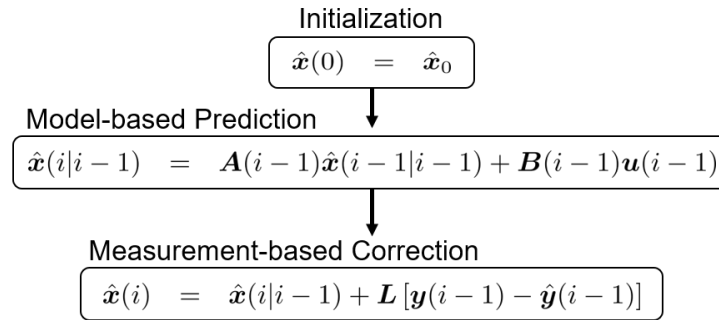 Initialization
x̂(0) = x̂₀
Model-based Prediction
x̂(i|i − 1) = A(i − 1)x̂(i − 1|i − 1) + B(i − 1)u(i − 1)
Measurement-based Correction
x̂(i) = x̂(i|i − 1) + L [y(i − 1) − ŷ(i − 1)]